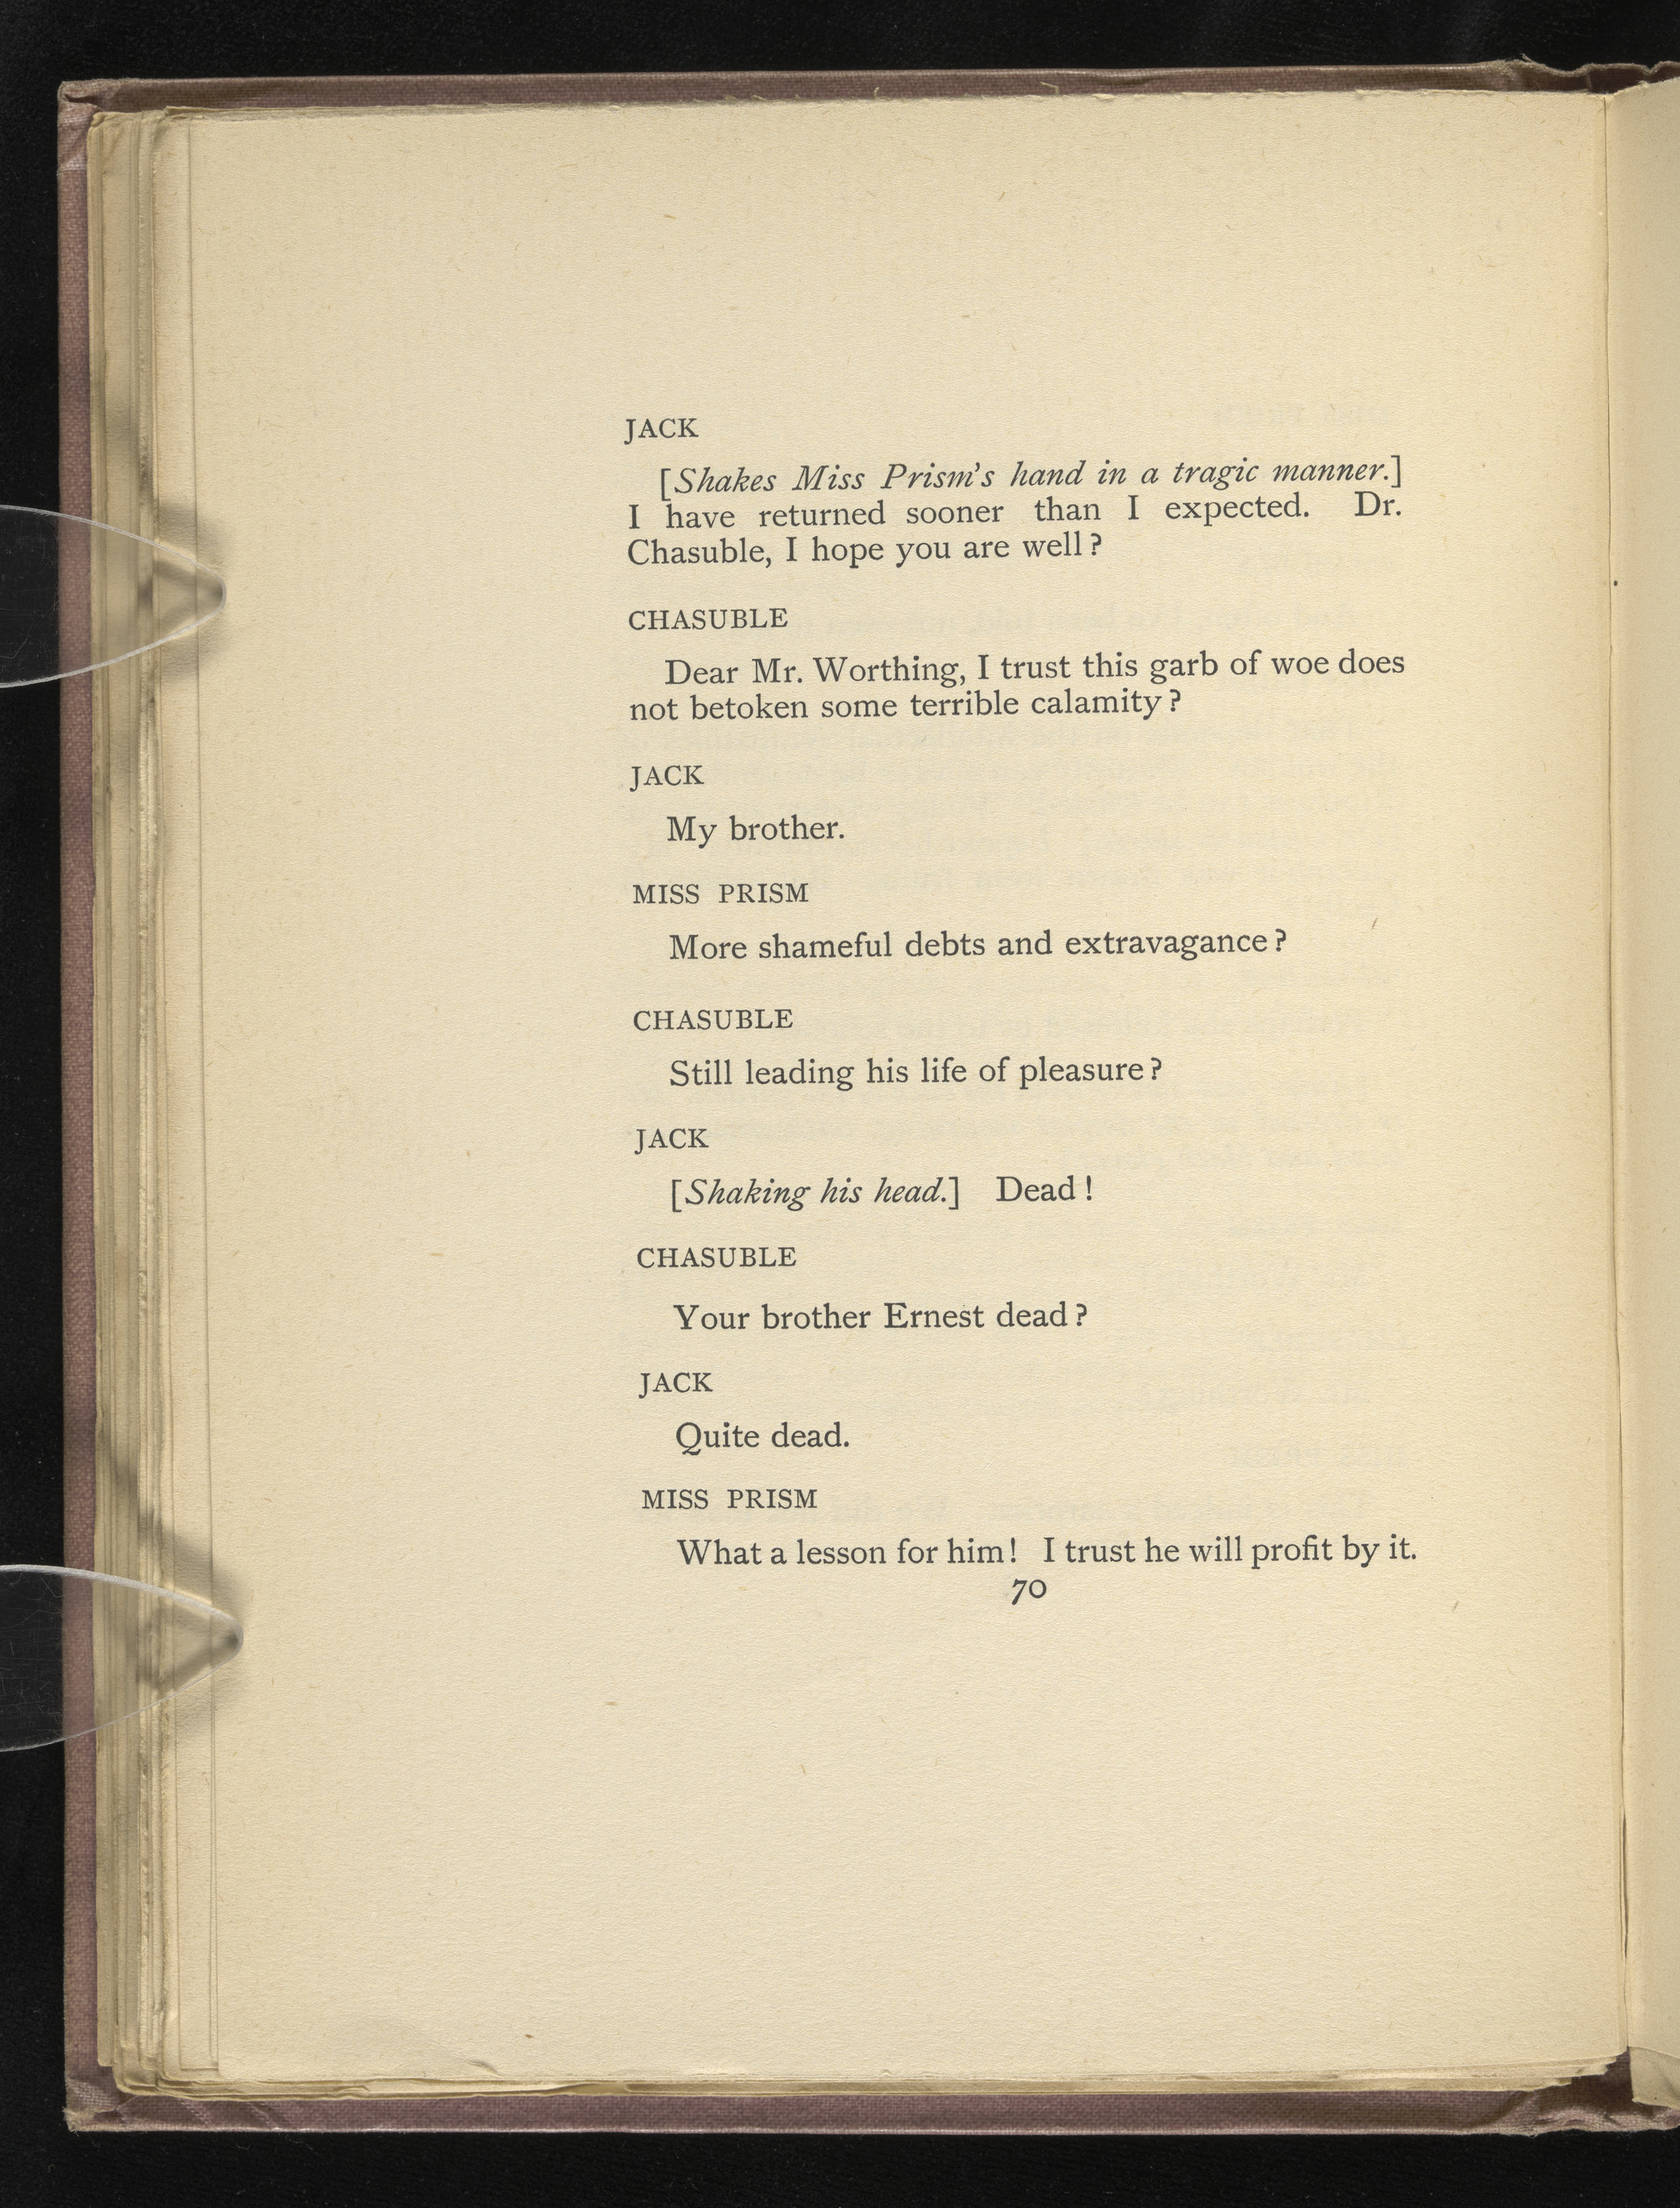 JACK
[Shakes Miss Prism's hand in a tragic manner.]
I have returned sooner than I expected. Dr.
Chasuble, I hope you are well?
CHASUBLE
Dear Mr. Worthing, I trust this garb of woe does
not betoken some terrible calamity?
JACK
My brother.
MISS PRISM
More shameful debts and extravagance?
CHASUBLE
Still leading his life of pleasure?
JACK
[Shaking his head.] Dead!
CHASUBLE
Your brother Ernest dead?
JACK
Quite dead.
MISS PRISM
What a lesson for him! I trust he will profit by it.
70